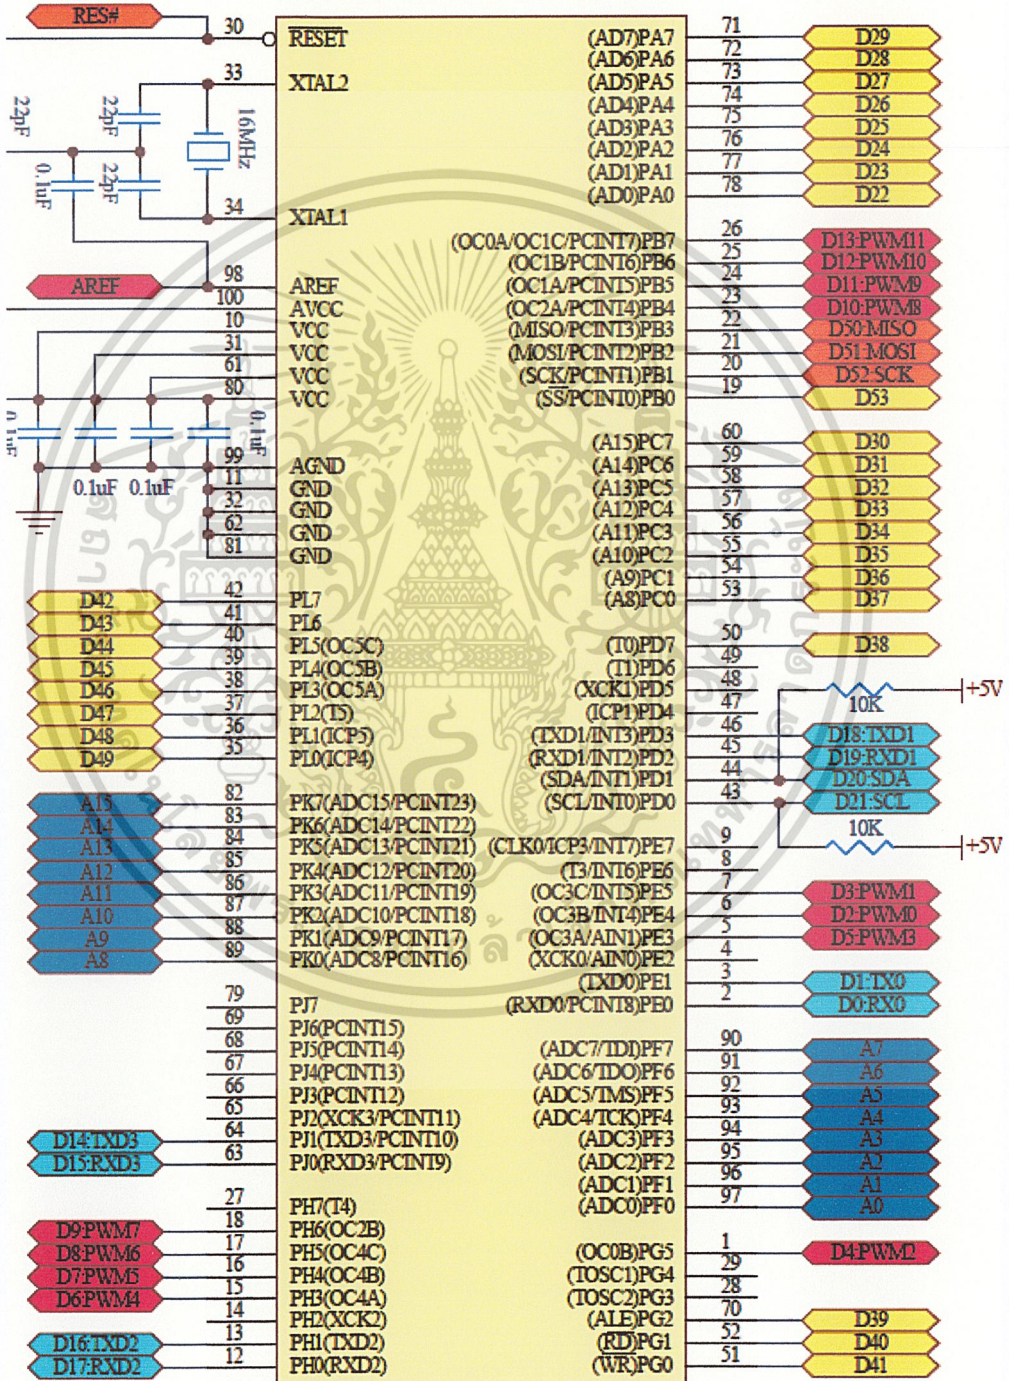 RES#
30 RESET
33 XTAL2
22pF
22pF
16MHz
0.1uF
22pF
34 XTAL1
AREF 98 AREF
100 AVCC
10 VCC
31 VCC
61 VCC
80 VCC
0.1uF
99 AGND
0.1uF 0.1uF
11 GND
32 GND
62 GND
81 GND
D42 42 PL7
D43 41 PL6
D44 40 PL5(OC5C)
D45 39 PL4(OC5B)
D46 38 PL3(OC5A)
D47 37 PL2(T5)
D48 36 PL1(ICP5)
D49 35 PL0(ICP4)
A15 82 PK7(ADC15/PCINT23)
A14 83 PK6(ADC14/PCINT22)
A13 84 PK5(ADC13/PCINT21)
A12 85 PK4(ADC12/PCINT20)
A11 86 PK3(ADC11/PCINT19)
A10 87 PK2(ADC10/PCINT18)
A9 88 PK1(ADC9/PCINT17)
A8 89 PK0(ADC8/PCINT16)
79 PJ7
69 PJ6(PCINT15)
68 PJ5(PCINT14)
67 PJ4(PCINT13)
66 PJ3(PCINT12)
65 PJ2(XCK3/PCINT11)
D14:TXD3 64 PJ1(TXD3/PCINT10)
D15:RXD3 63 PJ0(RXD3/PCINT9)
27 PH7(T4)
D9:PWM7 18 PH6(OC2B)
D8:PWM6 17 PH5(OC4C)
D7:PWM5 16 PH4(OC4B)
D6:PWM4 15 PH3(OC4A)
14 PH2(XCK2)
D16:TXD2 13 PH1(TXD2)
D17:RXD2 12 PH0(RXD2)
(AD7)PA7 71 D29
(AD6)PA6 72 D28
(AD5)PA5 73 D27
(AD4)PA4 74 D26
(AD3)PA3 75 D25
(AD2)PA2 76 D24
(AD1)PA1 77 D23
(AD0)PA0 78 D22
(OC0A/OC1C/PCINT7)PB7 26 D13:PWM11
(OC1B/PCINT6)PB6 25 D12:PWM10
(OC1A/PCINT5)PB5 24 D11:PWM9
(OC2A/PCINT4)PB4 23 D10:PWM8
(MISO/PCINT3)PB3 22 D50:MISO
(MOSI/PCINT2)PB2 21 D51:MOSI
(SCK/PCINT1)PB1 20 D52:SCK
(SS/PCINT0)PB0 19 D53
(A15)PC7 60 D30
(A14)PC6 59 D31
(A13)PC5 58 D32
(A12)PC4 57 D33
(A11)PC3 56 D34
(A10)PC2 55 D35
(A9)PC1 54 D36
(A8)PC0 53 D37
(T0)PD7 50 D38
(T1)PD6 49
(XCK1)PD5 48
10K +5V
(ICP1)PD4 47
(TXD1/INT3)PD3 46 D18:TXD1
(RXD1/INT2)PD2 45 D19:RXD1
(SDA/INT1)PD1 44 D20:SDA
(SCL/INT0)PD0 43 D21:SCL
10K +5V
(CLK0/ICP3/INT7)PE7 9
(T3/INT6)PE6 8
(OC3C/INT5)PE5 7 D3:PWM1
(OC3B/INT4)PE4 6 D2:PWM0
(OC3A/AIN1)PE3 5 D5:PWM3
(XCK0/AIN0)PE2 4
(TXD0)PE1 3 D1:TX0
(RXD0/PCINT8)PE0 2 D0:RX0
(ADC7/TDI)PF7 90 A7
(ADC6/TDO)PF6 91 A6
(ADC5/TMS)PF5 92 A5
(ADC4/TCK)PF4 93 A4
(ADC3)PF3 94 A3
(ADC2)PF2 95 A2
(ADC1)PF1 96 A1
(ADC0)PF0 97 A0
(OC0B)PG5 1 D4:PWM2
(TOSC1)PG4 29
(TOSC2)PG3 28
(ALE)PG2 70 D39
(RD)PG1 52 D40
(WR)PG0 51 D41